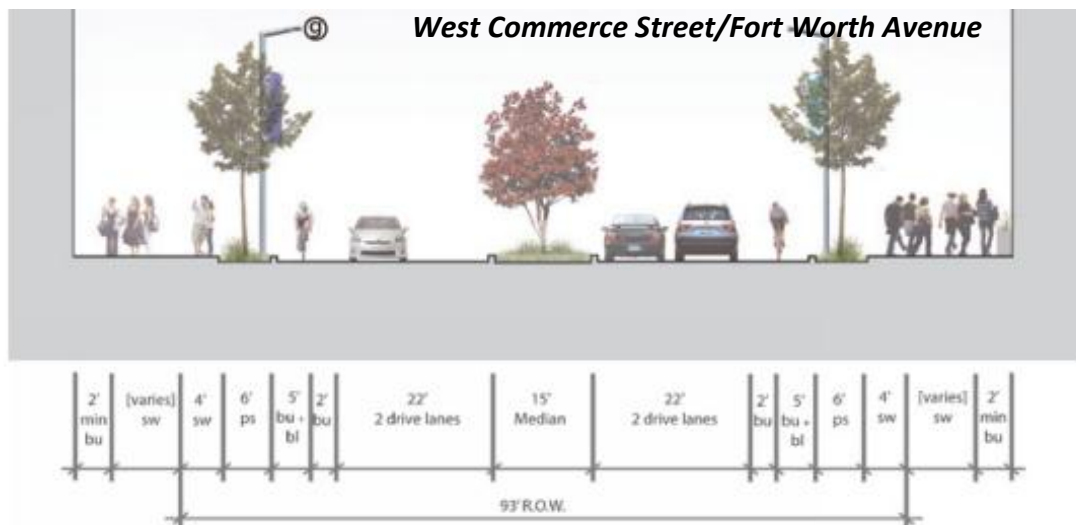 West Commerce Street/Fort Worth Avenue
g
2' min bu
[varies] sw
4' sw
6' ps
5' bu + bl
2' bu
22' 2 drive lanes
15' Median
22' 2 drive lanes
2' bu
5' bu + bl
6' ps
4' sw
[varies] sw
2' min bu
93' R.O.W.